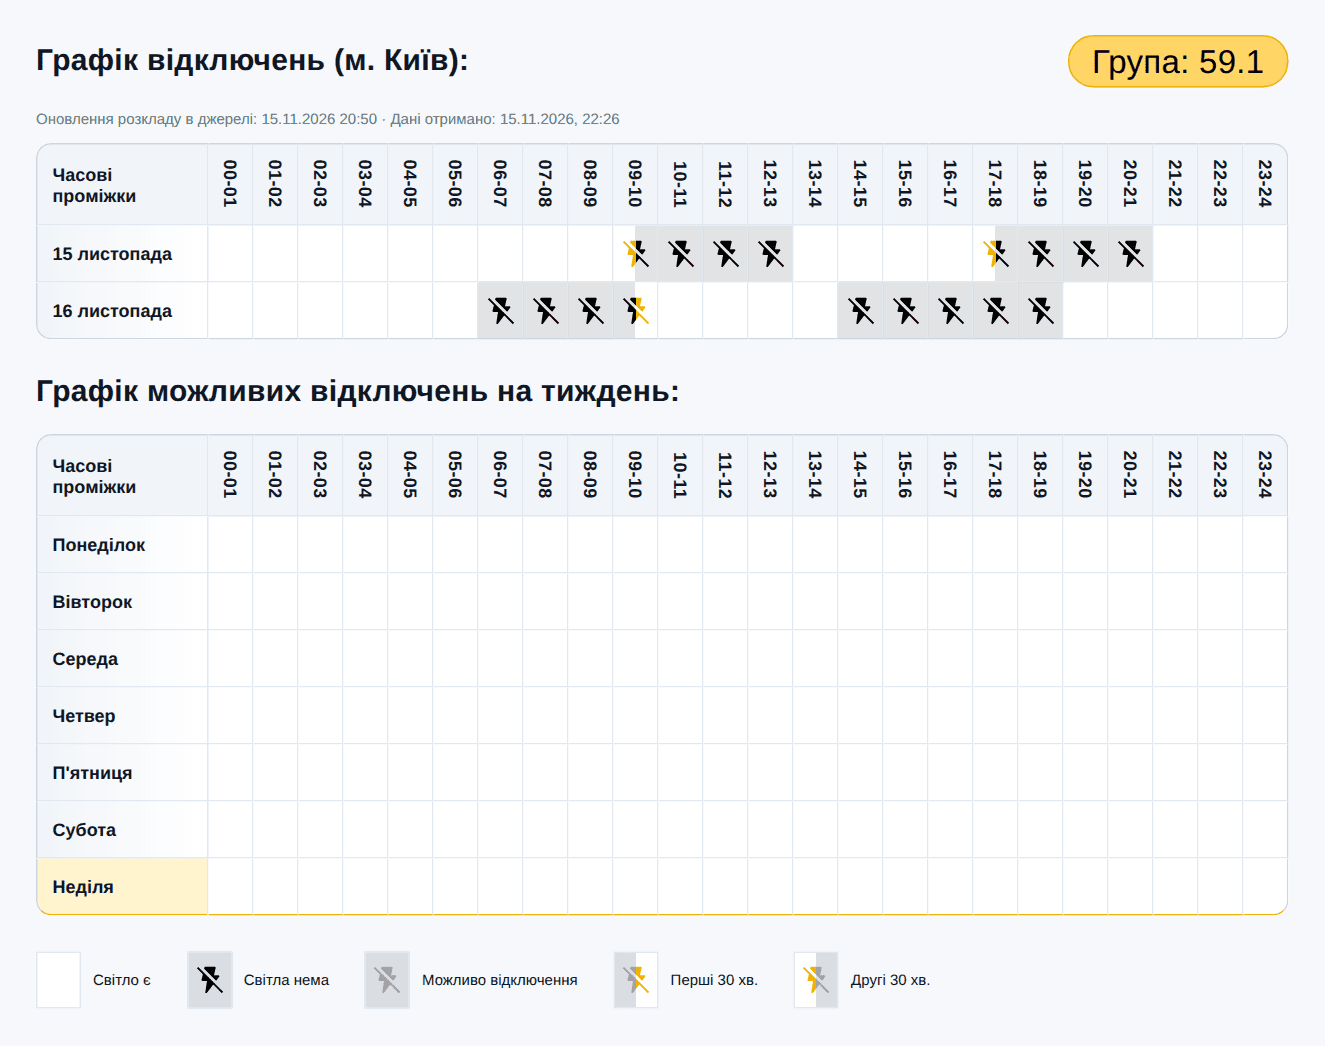 Графік відключень (м. Київ):
Група: 59.1
Оновлення розкладу в джерелі: 15.11.2026 20:50 · Дані отримано: 15.11.2026, 22:26
Часові
проміжки
00-01 01-02 02-03 03-04 04-05 05-06 06-07 07-08 08-09 09-10 10-11 11-12 12-13 13-14 14-15 15-16 16-17 17-18 18-19 19-20 20-21 21-22 22-23 23-24
15 листопада
16 листопада
Графік можливих відключень на тиждень:
Часові
проміжки
00-01 01-02 02-03 03-04 04-05 05-06 06-07 07-08 08-09 09-10 10-11 11-12 12-13 13-14 14-15 15-16 16-17 17-18 18-19 19-20 20-21 21-22 22-23 23-24
Понеділок
Вівторок
Середа
Четвер
П'ятниця
Субота
Неділя
Світло є
Світла нема
Можливо відключення
Перші 30 хв.
Другі 30 хв.